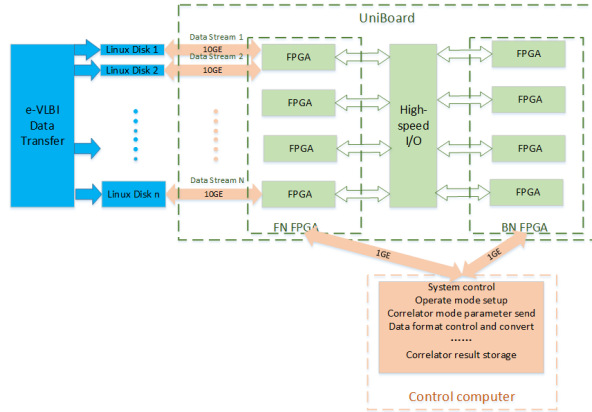 UniBoard
e-VLBI
Data
Transfer
Linux Disk 1
Linux Disk 2
Linux Disk n
Data Stream 1
10GE
Data Stream 2
10GE
Data Stream N
10GE
FPGA
FPGA
FPGA
FPGA
High-
speed
I/O
FPGA
FPGA
FPGA
FPGA
FN FPGA
BN FPGA
1GE
1GE
System control
Operate mode setup
Correlator mode parameter send
Data format control and convert
......
Correlator result storage
Control computer